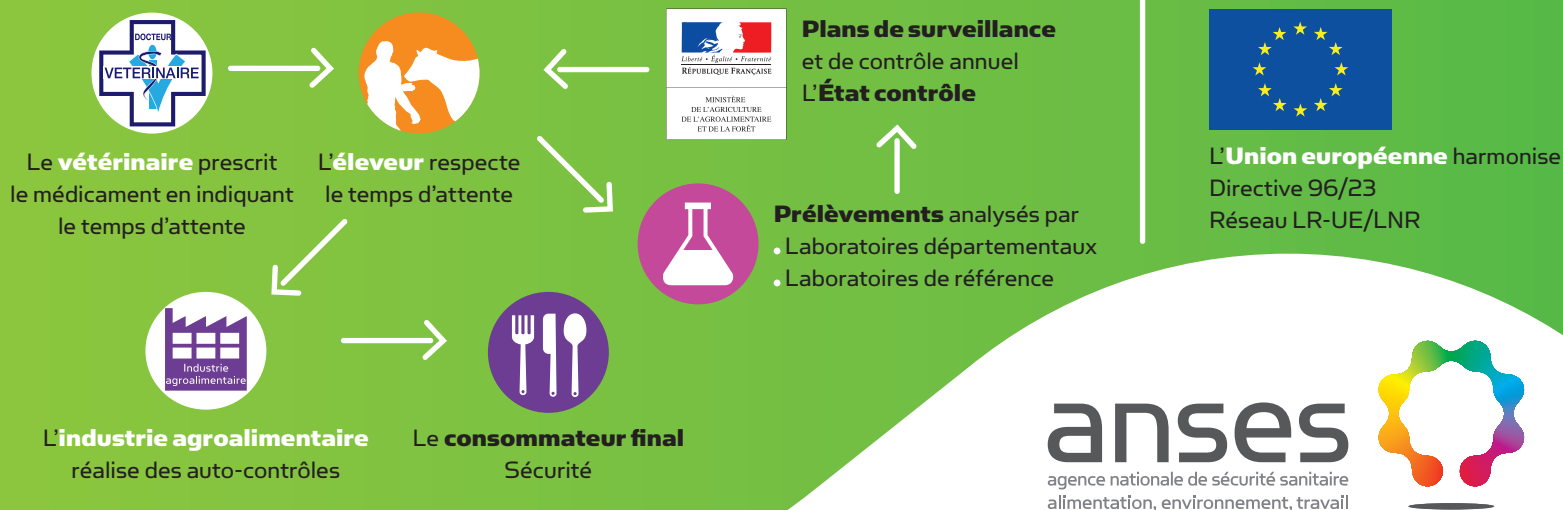 DOCTEUR
VETERINAIRE
Le vétérinaire prescrit
le médicament en indiquant
le temps d'attente
L'éleveur respecte
le temps d'attente
Liberté • Égalité • Fraternité
RÉPUBLIQUE FRANÇAISE
MINISTÈRE
DE L'AGRICULTURE
DE L'AGROALIMENTAIRE
ET DE LA FORÊT
Plans de surveillance
et de contrôle annuel
L'État contrôle
Prélèvements analysés par
. Laboratoires départementaux
. Laboratoires de référence
L'Union européenne harmonise
Directive 96/23
Réseau LR-UE/LNR
Industrie
agroalimentaire
L'industrie agroalimentaire
réalise des auto-contrôles
Le consommateur final
Sécurité
anses
agence nationale de sécurité sanitaire
alimentation, environnement, travail